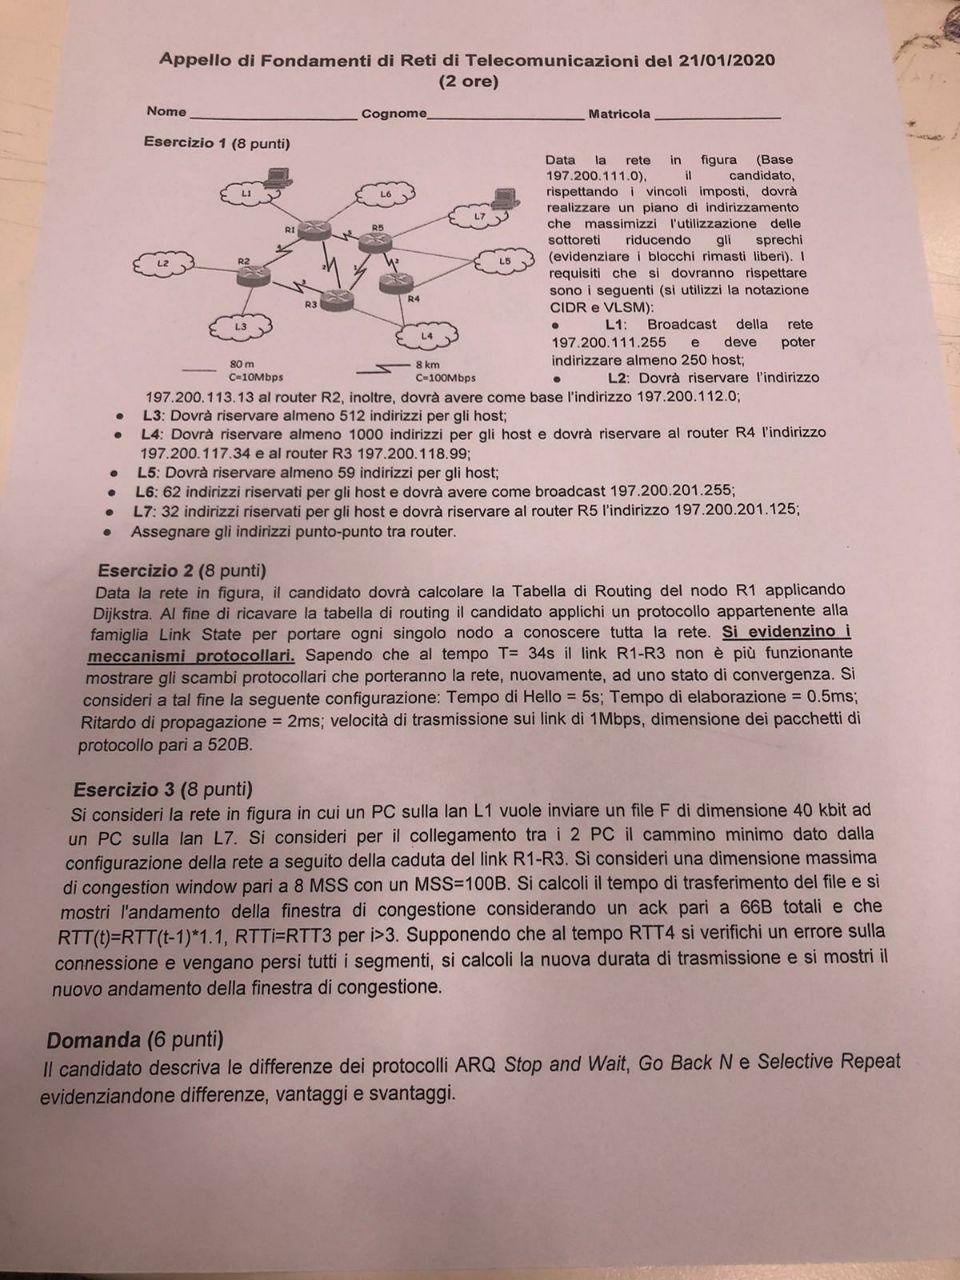 Appello di Fondamenti di Reti di Telecomunicazioni del 21/01/2020
(2 ore)
Nome Cognome Matricola
Esercizio 1 (8 punti)
L1
L6
L7
R1
R5
L2
R2
L5
R3
R4
L3
L4
80 m
C=10Mbps
8 km
C=100Mbps
Data la rete in figura (Base
197.200.111.0), il candidato,
rispettando i vincoli imposti, dovrà
realizzare un piano di indirizzamento
che massimizzi l'utilizzazione delle
sottoreti riducendo gli sprechi
(evidenziare i blocchi rimasti liberi). I
requisiti che si dovranno rispettare
sono i seguenti (si utilizzi la notazione
CIDR e VLSM):
• L1: Broadcast della rete
197.200.111.255 e deve poter
indirizzare almeno 250 host;
• L2: Dovrà riservare l'indirizzo
197.200.113.13 al router R2, inoltre, dovrà avere come base l'indirizzo 197.200.112.0;
• L3: Dovrà riservare almeno 512 indirizzi per gli host;
• L4: Dovrà riservare almeno 1000 indirizzi per gli host e dovrà riservare al router R4 l'indirizzo
197.200.117.34 e al router R3 197.200.118.99;
• L5: Dovrà riservare almeno 59 indirizzi per gli host;
• L6: 62 indirizzi riservati per gli host e dovrà avere come broadcast 197.200.201.255;
• L7: 32 indirizzi riservati per gli host e dovrà riservare al router R5 l'indirizzo 197.200.201.125;
• Assegnare gli indirizzi punto-punto tra router.
Esercizio 2 (8 punti)
Data la rete in figura, il candidato dovrà calcolare la Tabella di Routing del nodo R1 applicando
Dijkstra. Al fine di ricavare la tabella di routing il candidato applichi un protocollo appartenente alla
famiglia Link State per portare ogni singolo nodo a conoscere tutta la rete. Si evidenzino i
meccanismi protocollari. Sapendo che al tempo T= 34s il link R1-R3 non è più funzionante
mostrare gli scambi protocollari che porteranno la rete, nuovamente, ad uno stato di convergenza. Si
consideri a tal fine la seguente configurazione: Tempo di Hello = 5s; Tempo di elaborazione = 0.5ms;
Ritardo di propagazione = 2ms; velocità di trasmissione sui link di 1Mbps, dimensione dei pacchetti di
protocollo pari a 520B.
Esercizio 3 (8 punti)
Si consideri la rete in figura in cui un PC sulla lan L1 vuole inviare un file F di dimensione 40 kbit ad
un PC sulla lan L7. Si consideri per il collegamento tra i 2 PC il cammino minimo dato dalla
configurazione della rete a seguito della caduta del link R1-R3. Si consideri una dimensione massima
di congestion window pari a 8 MSS con un MSS=100B. Si calcoli il tempo di trasferimento del file e si
mostri l'andamento della finestra di congestione considerando un ack pari a 66B totali e che
RTT(t)=RTT(t-1)*1.1, RTTi=RTT3 per i>3. Supponendo che al tempo RTT4 si verifichi un errore sulla
connessione e vengano persi tutti i segmenti, si calcoli la nuova durata di trasmissione e si mostri il
nuovo andamento della finestra di congestione.
Domanda (6 punti)
Il candidato descriva le differenze dei protocolli ARQ Stop and Wait, Go Back N e Selective Repeat
evidenziandone differenze, vantaggi e svantaggi.